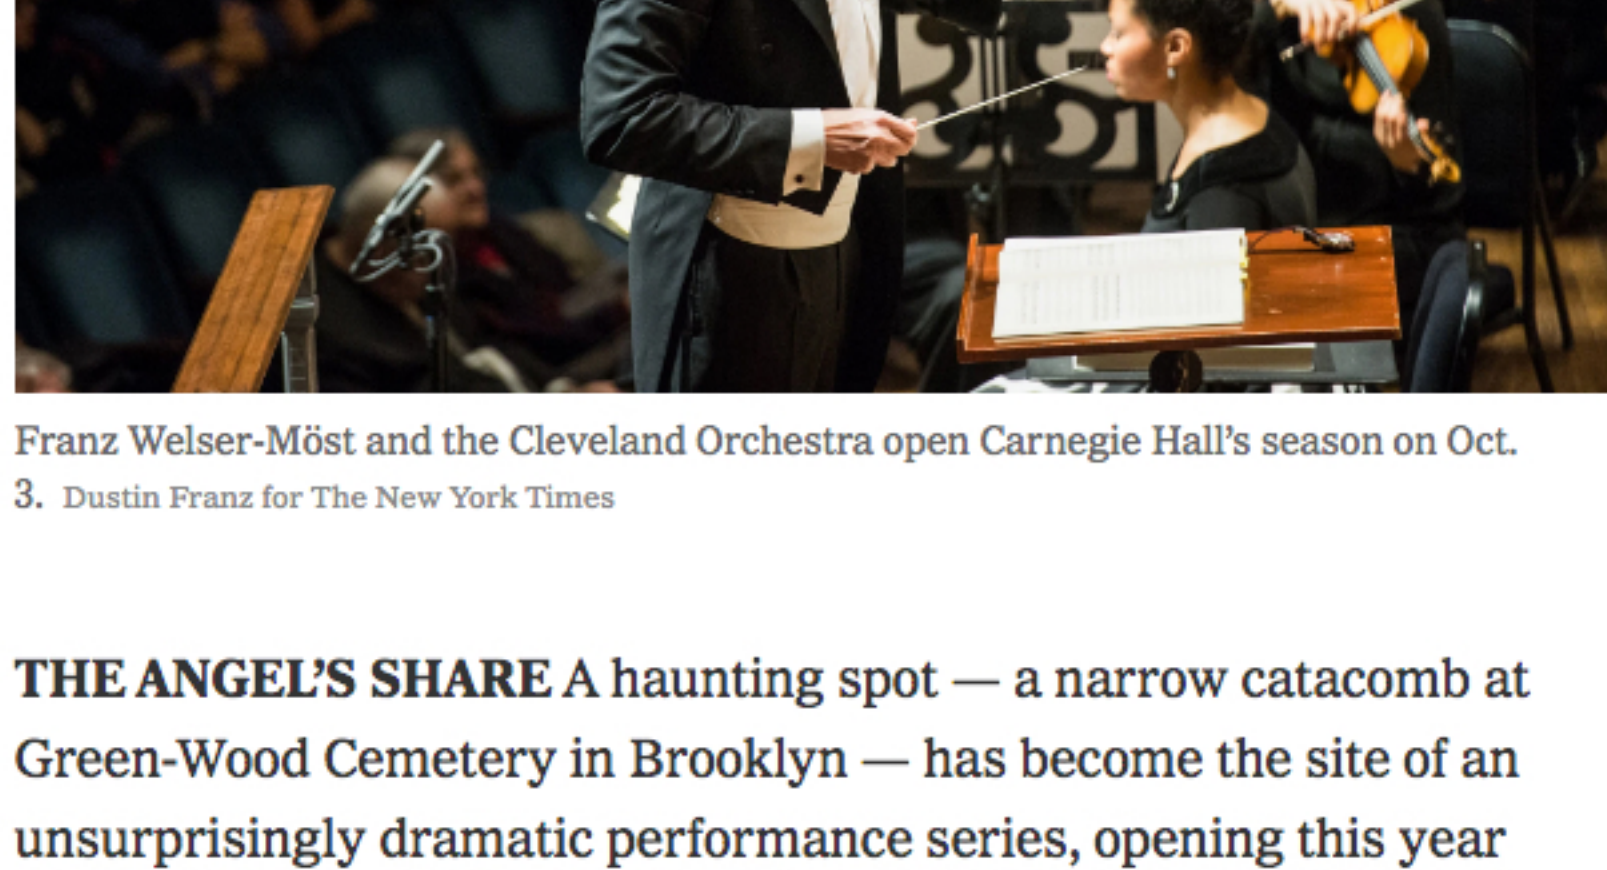 Franz Welser-Möst and the Cleveland Orchestra open Carnegie Hall’s season on Oct.
3. Dustin Franz for The New York Times
THE ANGEL’S SHARE A haunting spot — a narrow catacomb at
Green-Wood Cemetery in Brooklyn — has become the site of an
unsurprisingly dramatic performance series, opening this year